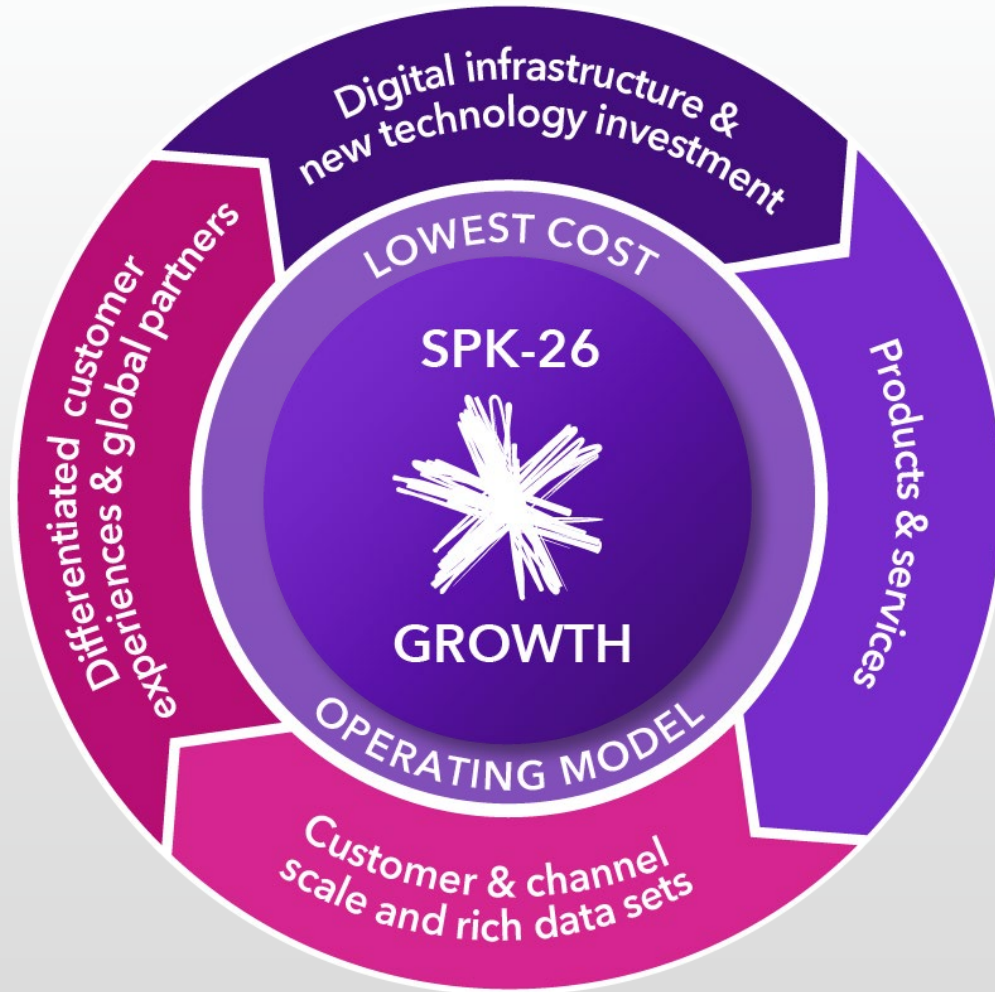 Digital infrastructure &
new technology investment
Products & services
Customer & channel
scale and rich data sets
Differentiated customer
experiences & global partners
LOWEST COST
OPERATING MODEL
SPK-26
GROWTH